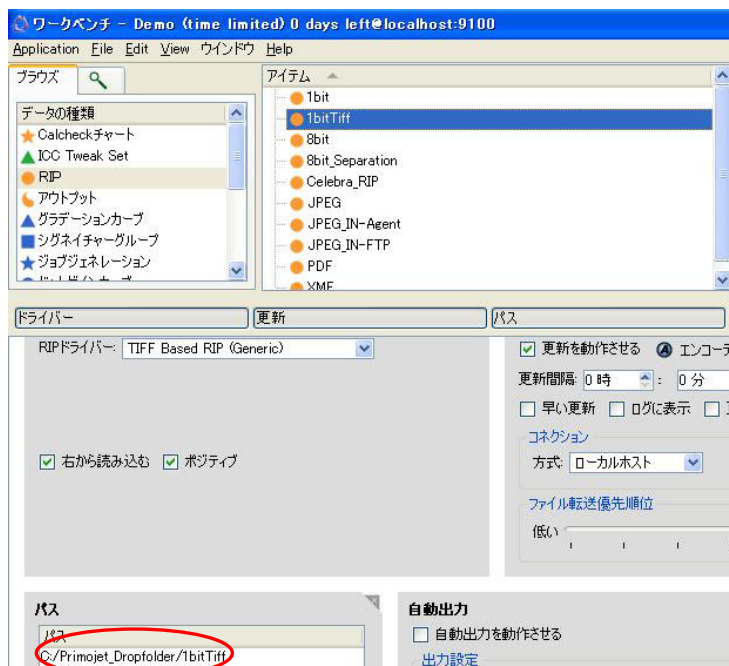 ワークベンチ - Demo (time limited) 0 days left@localhost:9100
Application File Edit View ウインドウ Help
ブラウズ
データの種類
Calcheckチャート
ICC Tweak Set
RIP
アウトプット
グラデーションカーブ
シグネイチャーグループ
ジョブジェネレーション
アイテム
1bit
1bitTiff
8bit
8bit_Separation
Celebra_RIP
JPEG
JPEG_IN-Agent
JPEG_IN-FTP
PDF
XMF
ドライバー 更新 パス
RIPドライバー: TIFF Based RIP (Generic)
右から読み込む ポジティブ
更新を動作させる A エンコーデ
更新間隔: 0 時 : 0 分
早い更新 ログに表示
コネクション
方式: ローカルホスト
ファイル転送優先順位
低い
パス
パス
C:/Primojet_Dropfolder/1bitTiff
自動出力
自動出力を動作させる
出力設定